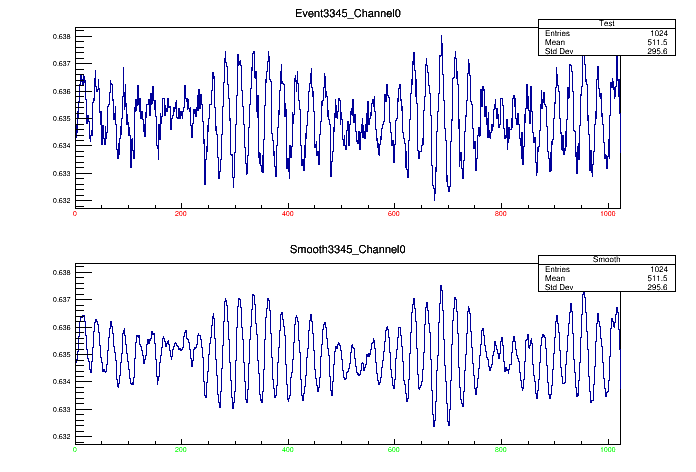 Event3345_Channel0
Test
Entries 1024
Mean 511.5
Std Dev 295.6
0.638
0.637
0.636
0.635
0.634
0.633
0.632
0 200 400 600 800 1000
Smooth3345_Channel0
Smooth
Entries 1024
Mean 511.5
Std Dev 295.6
0.638
0.637
0.636
0.635
0.634
0.633
0.632
0 200 400 600 800 1000